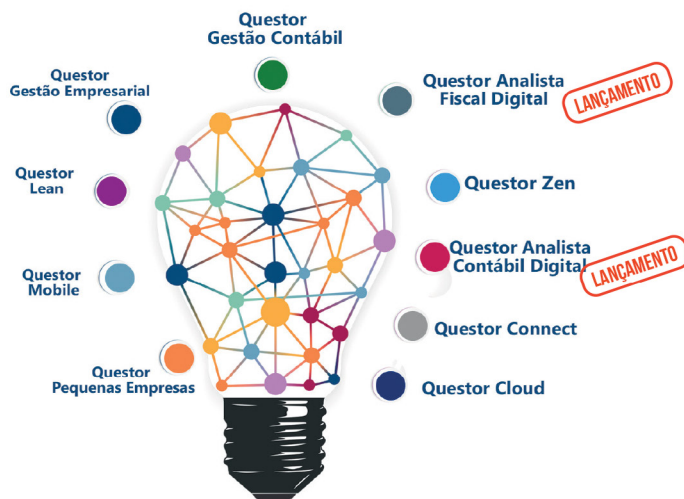 Questor
Gestão Contábil
Questor
Gestão Empresarial
Questor Analista
Fiscal Digital
LANÇAMENTO
Questor
Lean
Questor Zen
Questor Analista
Contábil Digital
LANÇAMENTO
Questor
Mobile
Questor Connect
Questor
Pequenas Empresas
Questor Cloud